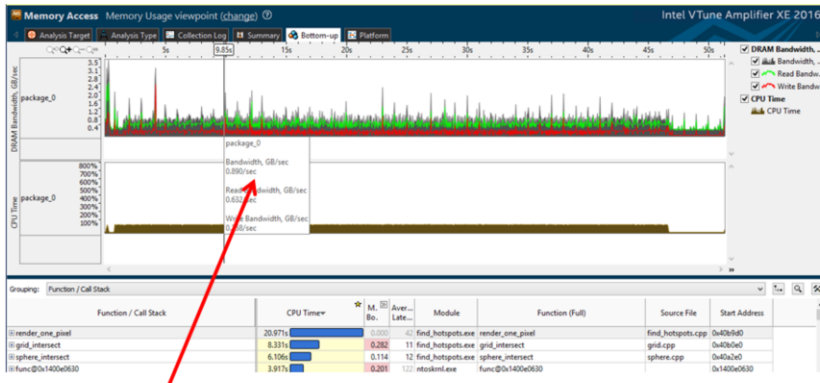 Memory Access Memory Usage viewpoint (change)
Intel VTune Amplifier XE 2016
Analysis Target Analysis Type Collection Log Summary Bottom-up Platform
5s 9.85s 15s 20s 25s 30s 35s 40s 45s 50s
DRAM Bandwidth, GB/sec
package_0
3.5
3.1
2.8
2.4
2.0
1.6
1.2
0.8
0.4
DRAM Bandwidth, ...
Bandwidth, ...
Read Bandw...
Write Bandw
CPU Time
CPU Time
package_0
Bandwidth, GB/sec
0.890/sec
Read Bandwidth, GB/sec
Write Bandwidth, GB/sec
CPU Time
package_0
800%
700%
600%
500%
400%
300%
200%
100%
Grouping: Function / Call Stack
Function / Call Stack CPU Time M. Bo. Aver... Late... Module Function (Full) Source File Start Address
render_one_pixel 20.971s 0.000 42 find_hotspots.exe render_one_pixel find_hotspots.cpp 0x40b9d0
grid_intersect 8.331s 0.282 11 find_hotspots.exe grid_intersect grid.cpp 0x40b0e0
sphere_intersect 6.106s 0.114 12 find_hotspots.exe sphere_intersect sphere.cpp 0x40a2e0
func@0x1400e0630 3.917s 0.201 122 ntoskrnl.exe func@0x1400e0630 0x1400e0630